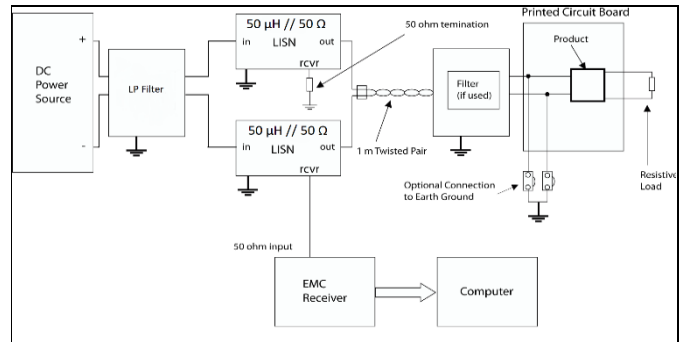 Printed Circuit Board
50 µH // 50 Ω
in
out
LISN
rcvr
50 ohm temination
Product
DC
Power
Source
+
-
LP Filter
Filter
(if used)
50 µH // 50 Ω
in
out
LISN
rcvr
1 m Twisted Pair
Optional Connection
to Earth Ground
Resistive
Load
50 ohm input
EMC
Receiver
Computer